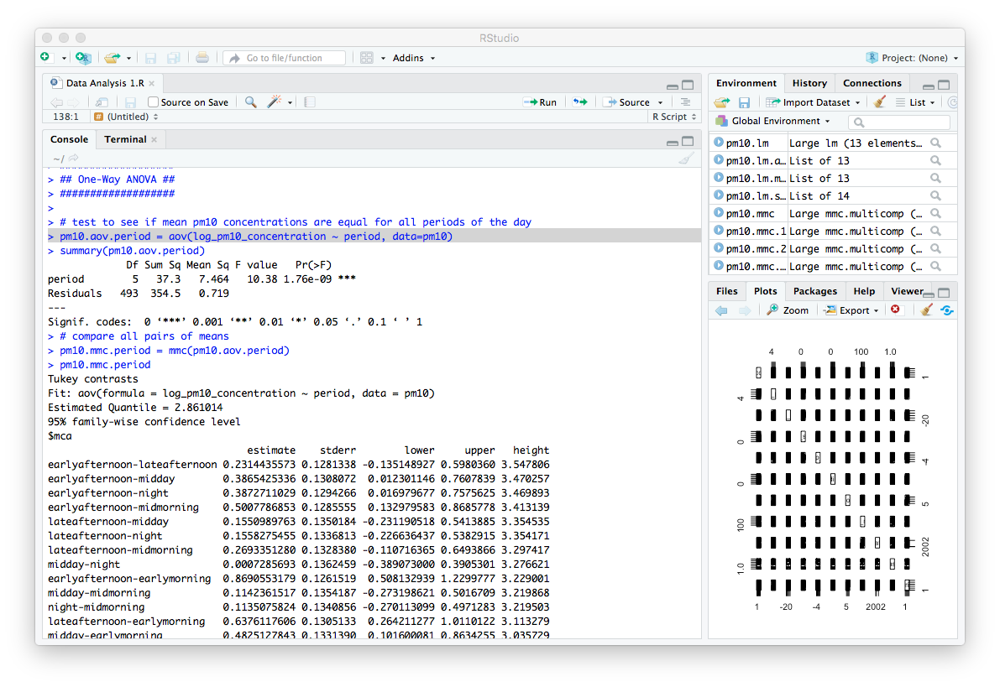 RStudio
Go to file/function
Addins
Project: (None)
Data Analysis 1.R
Source on Save
Run
Source
138:1
(Untitled)
R Script
Console
Terminal
~/
> ## One-Way ANOVA ##
> ###################
>
> # test to see if mean pm10 concentrations are equal for all periods of the day
> pm10.aov.period = aov(log_pm10_concentration ~ period, data=pm10)
> summary(pm10.aov.period)
Df Sum Sq Mean Sq F value Pr(>F)
period 5 37.3 7.464 10.38 1.76e-09 ***
Residuals 493 354.5 0.719
---
Signif. codes: 0 ‘***’ 0.001 ‘**’ 0.01 ‘*’ 0.05 ‘.’ 0.1 ‘ ’ 1
> # compare all pairs of means
> pm10.mmc.period = mmc(pm10.aov.period)
> pm10.mmc.period
Tukey contrasts
Fit: aov(formula = log_pm10_concentration ~ period, data = pm10)
Estimated Quantile = 2.861014
95% family-wise confidence level
$mca
estimate stderr lower upper height
earlyafternoon-lateafternoon 0.2314435573 0.1281338 -0.135148927 0.5980360 3.547806
earlyafternoon-midday 0.3865425336 0.1308072 0.012301146 0.7607839 3.470257
earlyafternoon-night 0.3872711029 0.1294266 0.016979677 0.7575625 3.469893
earlyafternoon-midmorning 0.5007786853 0.1285555 0.132979583 0.8685778 3.413139
lateafternoon-midday 0.1550989763 0.1350184 -0.231190518 0.5413885 3.354535
lateafternoon-night 0.1558275455 0.1336813 -0.226636437 0.5382915 3.354171
lateafternoon-midmorning 0.2693351280 0.1328380 -0.110716365 0.6493866 3.297417
midday-night 0.0007285693 0.1362459 -0.389073000 0.3905301 3.276621
earlyafternoon-earlymorning 0.8690553179 0.1261519 0.508132939 1.2299777 3.229001
midday-midmorning 0.1142361517 0.1354187 -0.273198621 0.5016709 3.219868
night-midmorning 0.1135075824 0.1340856 -0.270113099 0.4971283 3.219503
lateafternoon-earlymorning 0.6376117606 0.1305133 0.264211277 1.0110122 3.113279
midday-earlymorning 0.4825127843 0.1331390 0.101600081 0.8634255 3.035729
Environment
History
Connections
Import Dataset
List
Global Environment
pm10.lm Large lm (13 elements…
pm10.lm.a… List of 13
pm10.lm.m… List of 13
pm10.lm.s… List of 14
pm10.mmc Large mmc.multicomp (…
pm10.mmc.1 Large mmc.multicomp (…
pm10.mmc.2 Large mmc.multicomp (…
pm10.mmc.… Large mmc.multicomp (…
Files
Plots
Packages
Help
Viewer
Zoom
Export
4 0 0 100 1.0
1
4
-20
0
-4
0
5
100
2002
1.0
1
1 -20 -4 5 2002 1